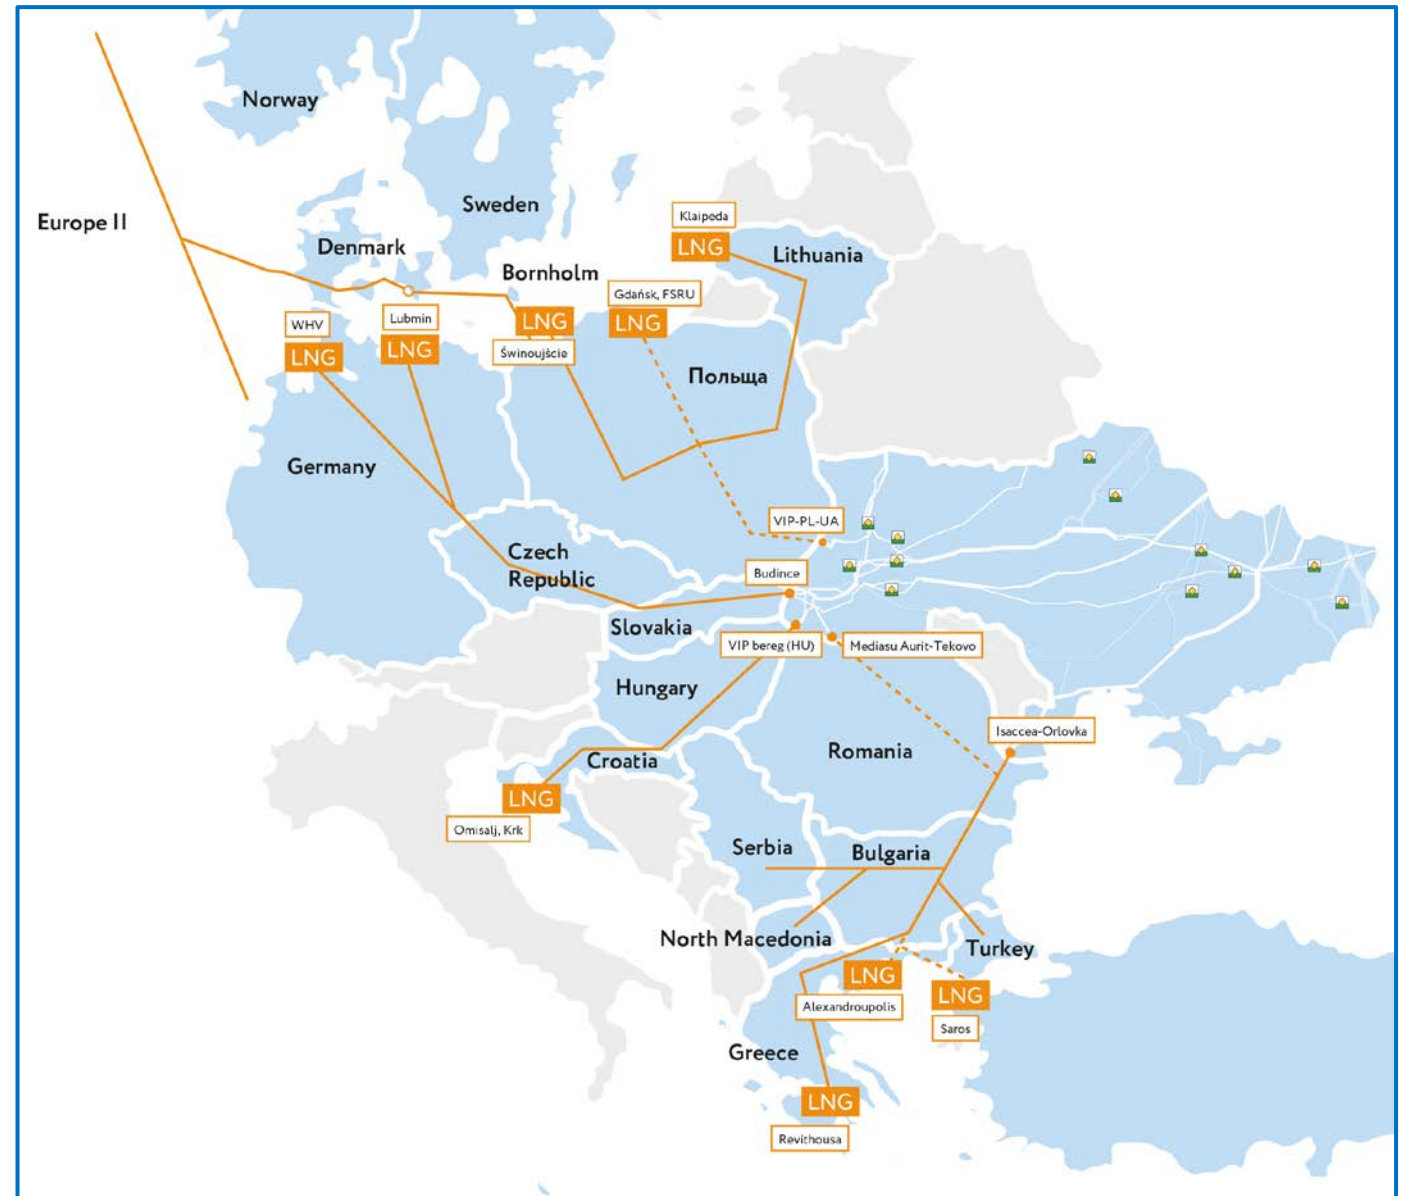 Norway
Sweden
Europe II
Klaipeda
LNG
Lithuania
Denmark
Bornholm
Gdańsk, FSRU
LNG
WHV
LNG
Lubmin
LNG
LNG
Świnoujście
Польща
Germany
VIP-PL-UA
Czech
Republic
Budince
Slovakia
VIP bereg (HU)
Mediasu Aurit-Tekovo
Hungary
Isaccea-Orlovka
Romania
Croatia
LNG
Omisalj, Krk
Serbia
Bulgaria
North Macedonia
Turkey
LNG
Alexandroupolis
LNG
Saros
Greece
LNG
Revithousa